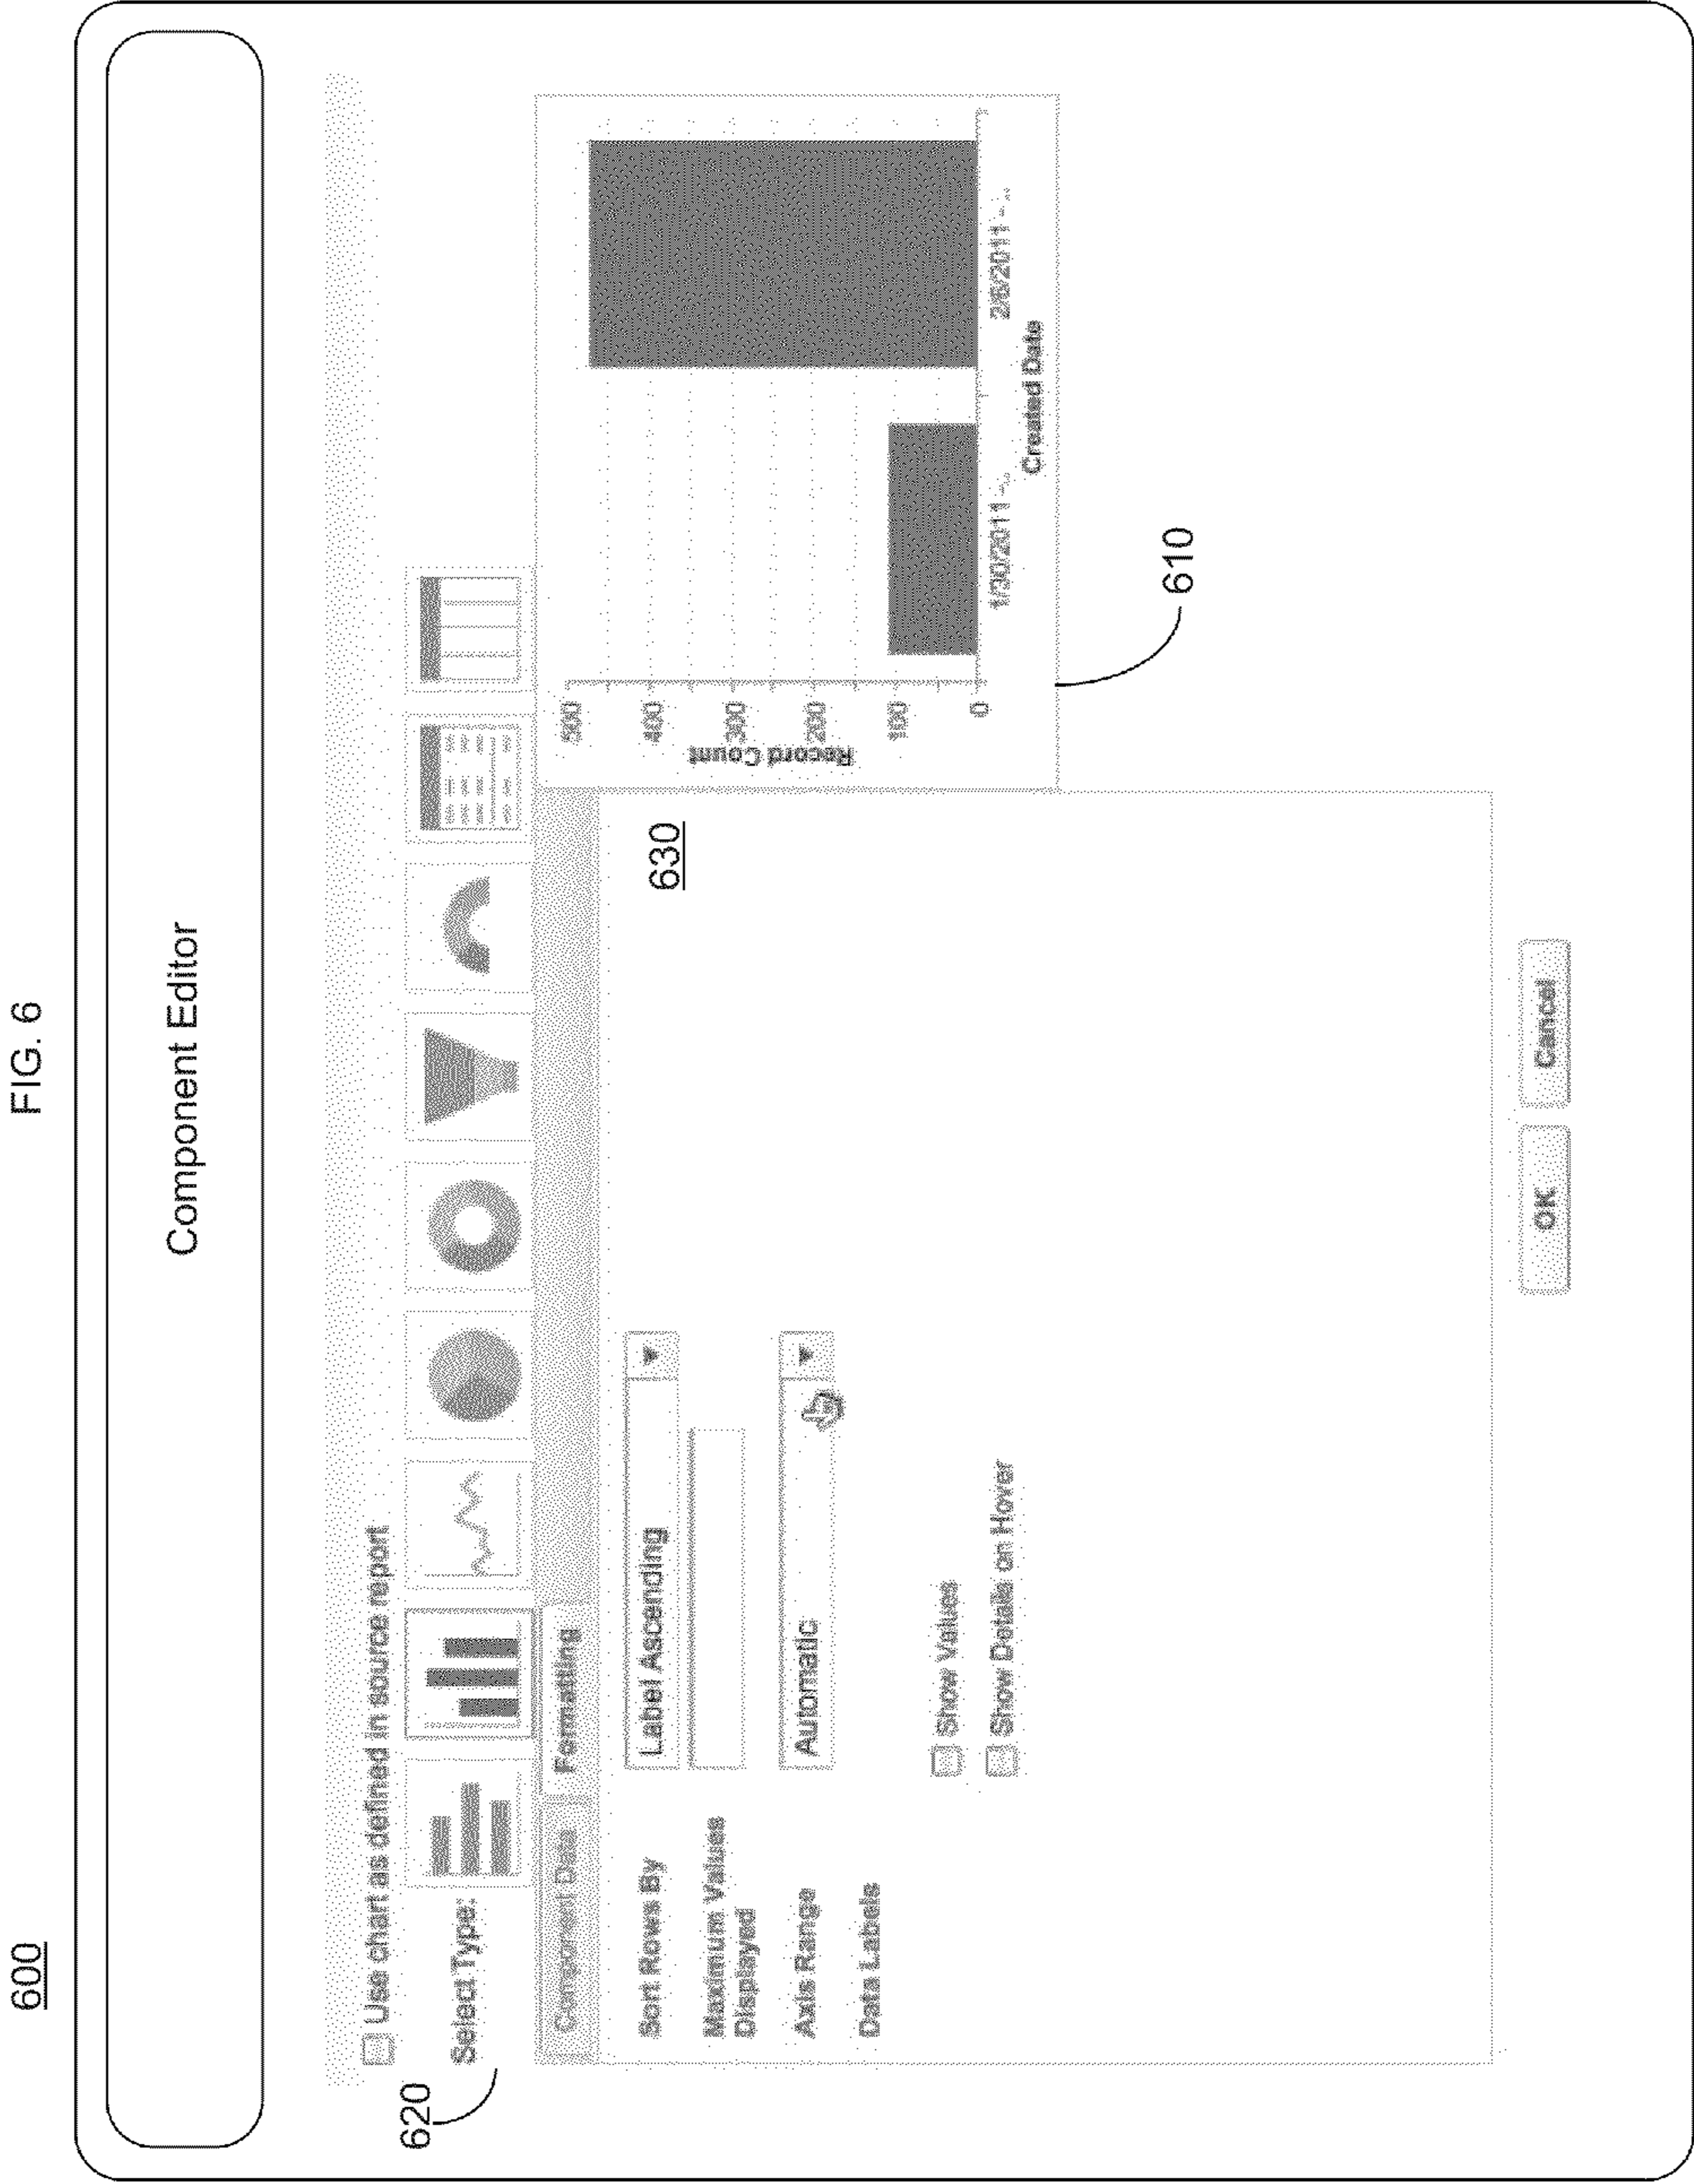 600
FIG. 6
Component Editor
Use chart as defined in source report
620
Select Type:
Component Data
Formatting
Sort Rows By
Label Ascending
Maximum Values
Displayed
Axis Range
Automatic
Data Labels
Show Values
Show Details on Hover
630
Record Count
500
400
300
200
100
0
1/30/2011 -...
2/6/2011 -...
Created Date
610
OK
Cancel